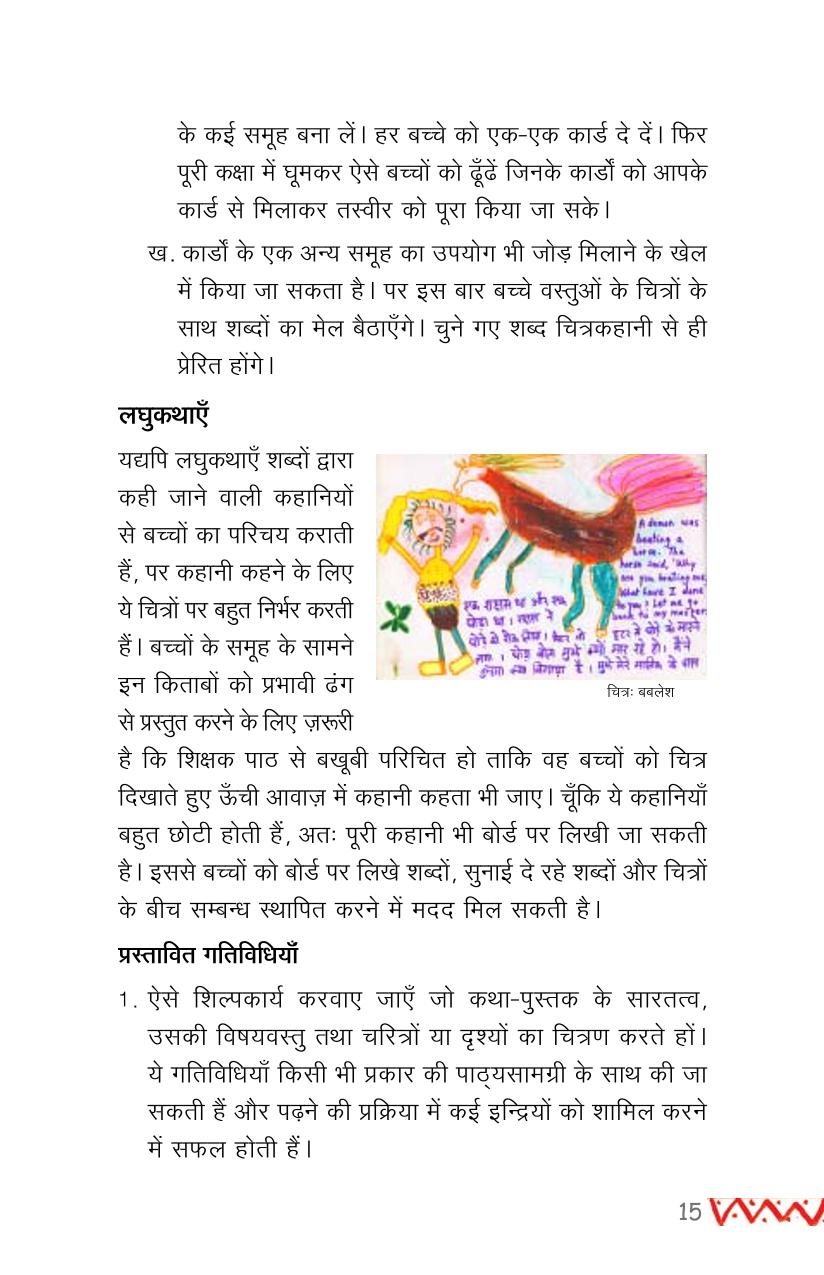 के कई समूह बना लें। हर बच्चे को एक-एक कार्ड दे दें। फिर
पूरी कक्षा में घूमकर ऐसे बच्चों को ढूँढें जिनके कार्डों को आपके
कार्ड से मिलाकर तस्वीर को पूरा किया जा सके।
ख. कार्डों के एक अन्य समूह का उपयोग भी जोड़ मिलाने के खेल
में किया जा सकता है। पर इस बार बच्चे वस्तुओं के चित्रों के
साथ शब्दों का मेल बैठाएँगे। चुने गए शब्द चित्रकहानी से ही
प्रेरित होंगे।
लघुकथाएँ
यद्यपि लघुकथाएँ शब्दों द्वारा
कही जाने वाली कहानियों
से बच्चों का परिचय कराती
हैं, पर कहानी कहने के लिए
ये चित्रों पर बहुत निर्भर करती
हैं। बच्चों के समूह के सामने
इन किताबों को प्रभावी ढंग
से प्रस्तुत करने के लिए ज़रूरी
A demon was
beating a
horse. The
horse said, "Why
are you beating me
What have I done
to you? Let me go
back to my master
एक राक्षस था और एक
घोड़ा था। राक्षस ने
घोड़े को रोक लिया। फिर वो हंटर से घोड़े को मारने
लगा। घोड़ा बोला मुझे क्यों मार रहे हो। मैंने
तुम्हारा क्या बिगाड़ा है। मुझे मेरे मालिक के पास
चित्रः बबलेश
है कि शिक्षक पाठ से बखूबी परिचित हो ताकि वह बच्चों को चित्र
दिखाते हुए ऊँची आवाज़ में कहानी कहता भी जाए। चूँकि ये कहानियाँ
बहुत छोटी होती हैं, अतः पूरी कहानी भी बोर्ड पर लिखी जा सकती
है। इससे बच्चों को बोर्ड पर लिखे शब्दों, सुनाई दे रहे शब्दों और चित्रों
के बीच सम्बन्ध स्थापित करने में मदद मिल सकती है।
प्रस्तावित गतिविधियाँ
1. ऐसे शिल्पकार्य करवाए जाएँ जो कथा-पुस्तक के सारतत्व,
उसकी विषयवस्तु तथा चरित्रों या दृश्यों का चित्रण करते हों।
ये गतिविधियाँ किसी भी प्रकार की पाठ्यसामग्री के साथ की जा
सकती हैं और पढ़ने की प्रक्रिया में कई इन्द्रियों को शामिल करने
में सफल होती हैं।
15